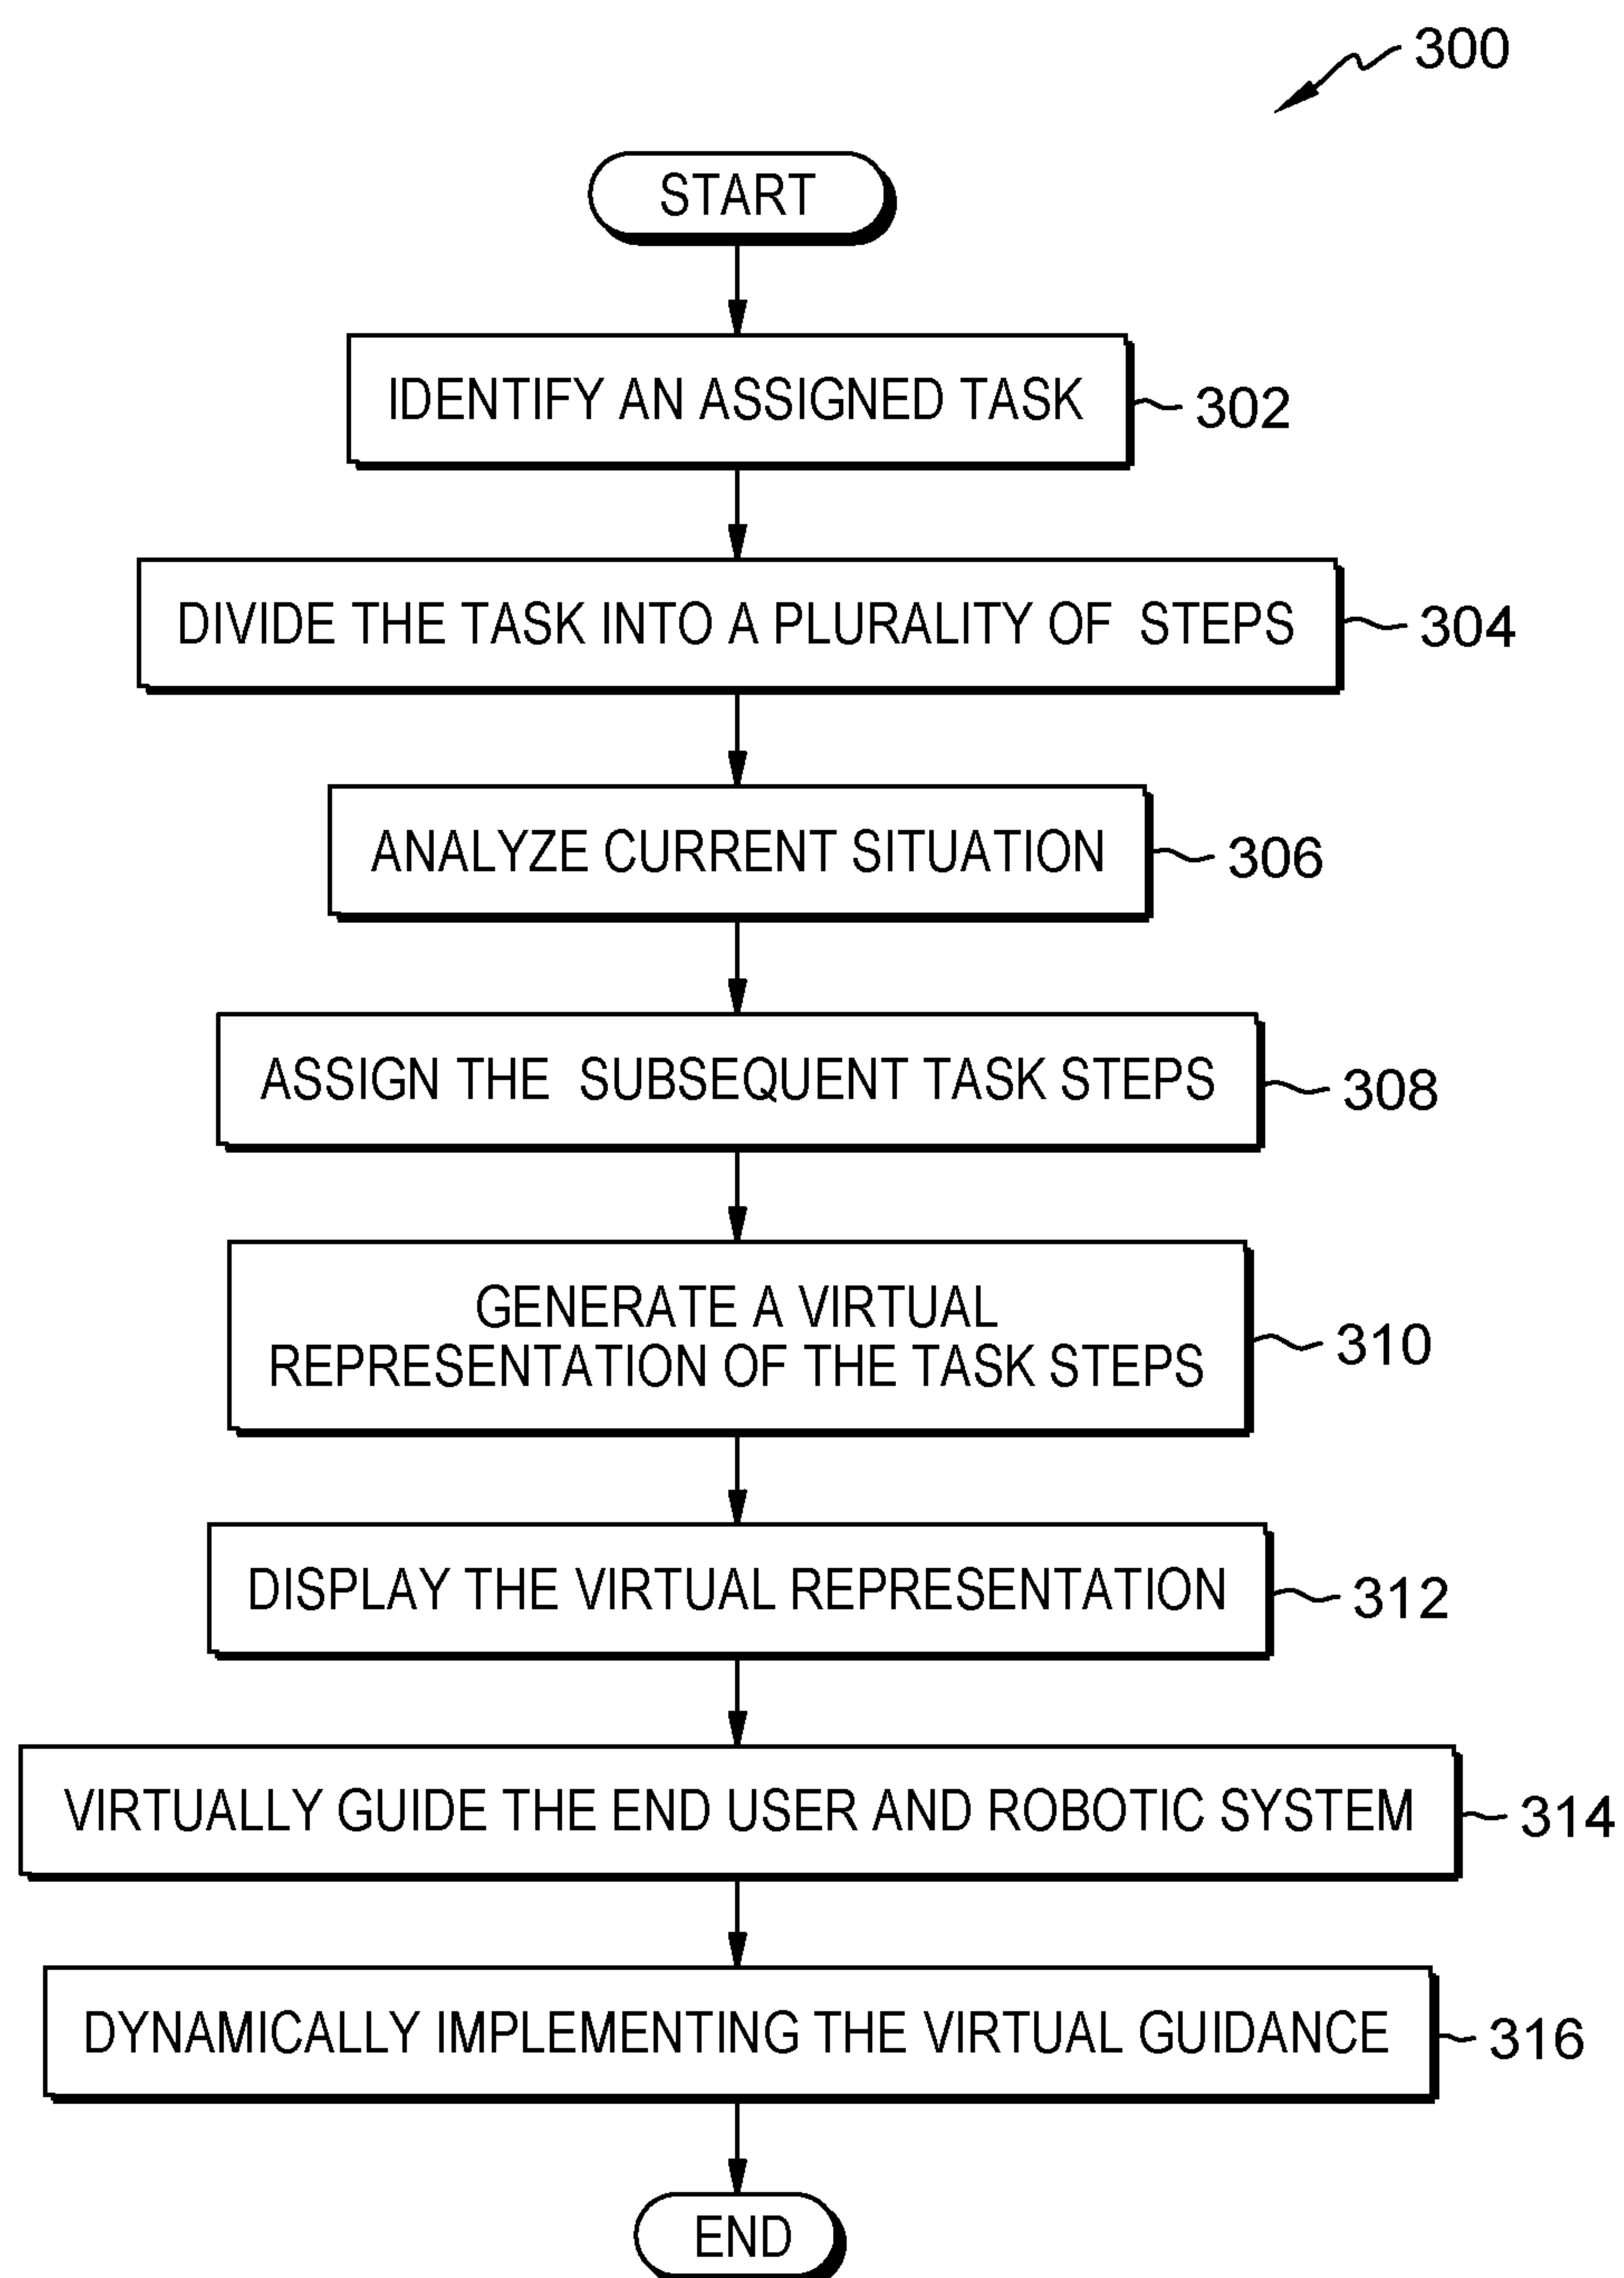 300
START
IDENTIFY AN ASSIGNED TASK
302
DIVIDE THE TASK INTO A PLURALITY OF STEPS
304
ANALYZE CURRENT SITUATION
306
ASSIGN THE SUBSEQUENT TASK STEPS
308
GENERATE A VIRTUAL
REPRESENTATION OF THE TASK STEPS
310
DISPLAY THE VIRTUAL REPRESENTATION
312
VIRTUALLY GUIDE THE END USER AND ROBOTIC SYSTEM
314
DYNAMICALLY IMPLEMENTING THE VIRTUAL GUIDANCE
316
END